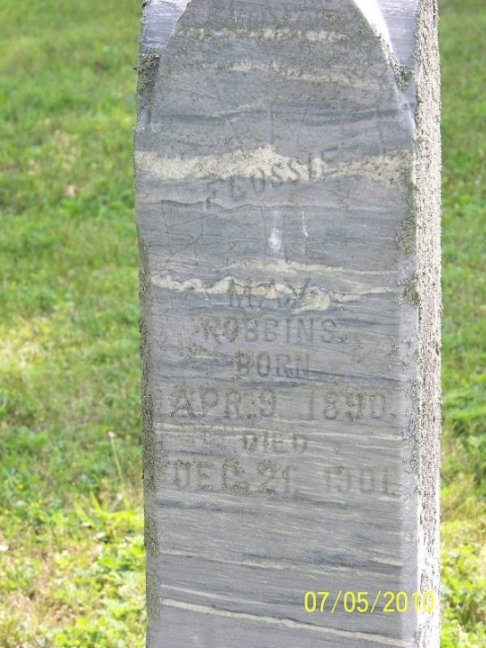 FLOSSIE
MAY
ROBBINS
BORN
APR. 9 1890.
DIED
DEC. 21 1901
07/05/2010